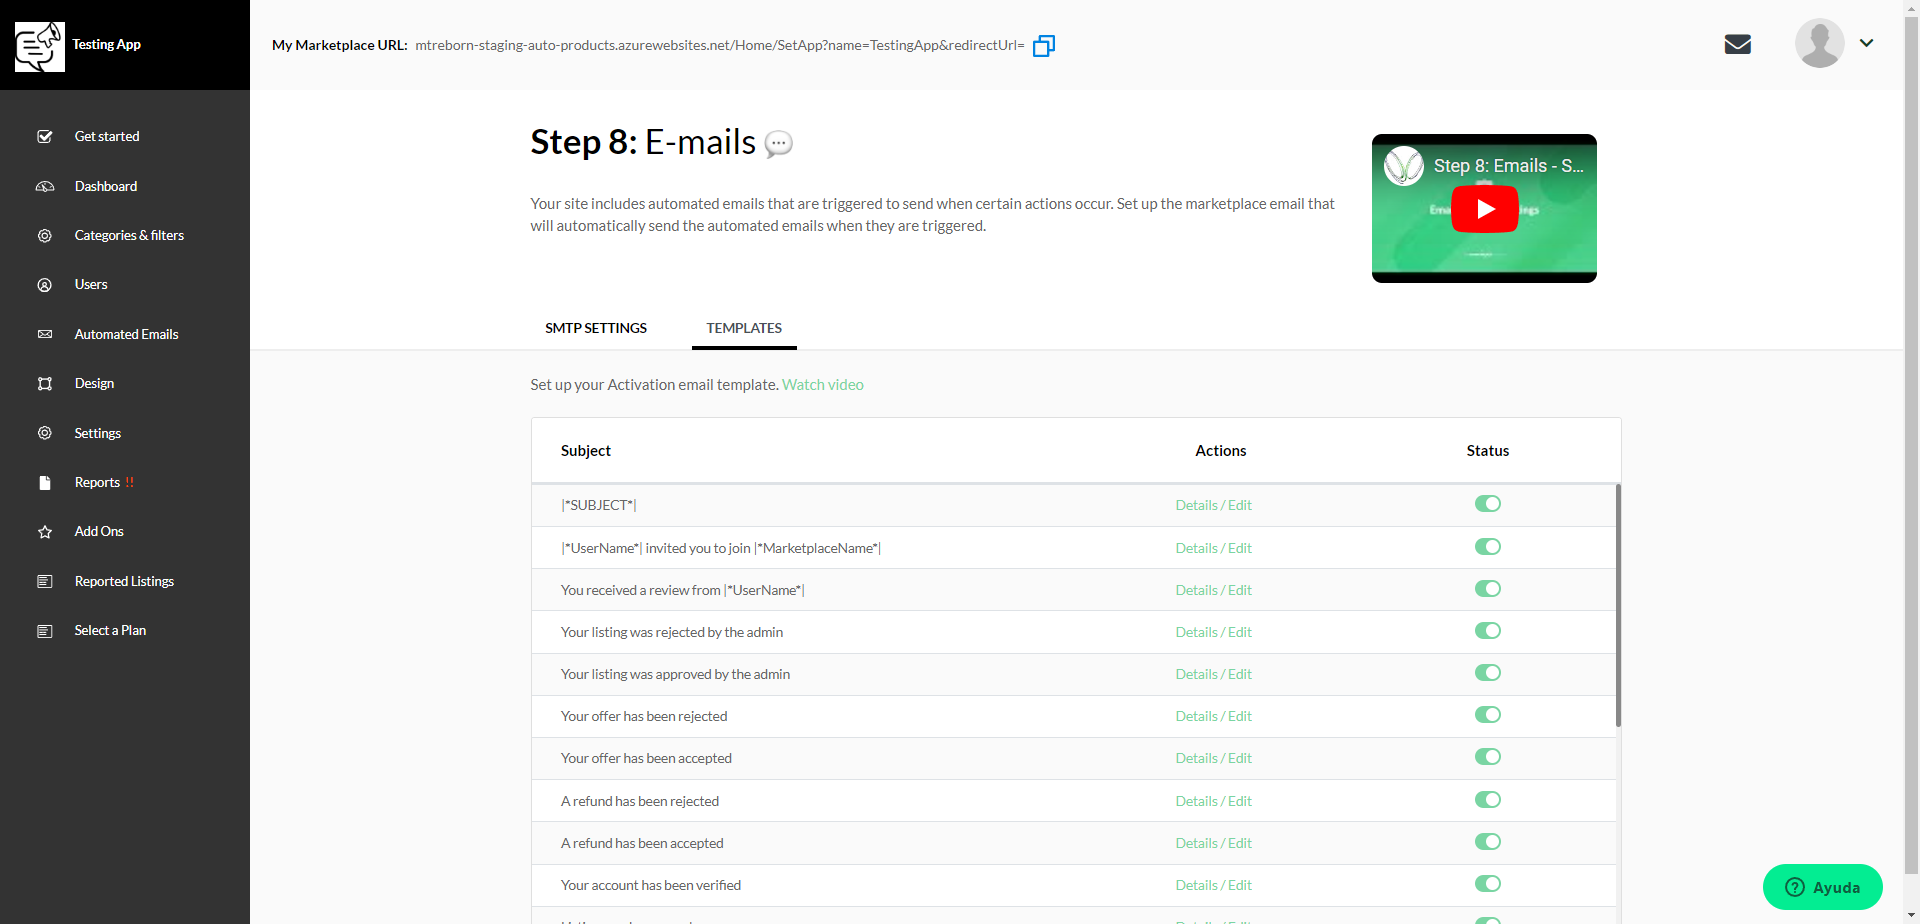 Testing App
My Marketplace URL: mtreborn-staging-auto-products.azurewebsites.net/Home/SetApp?name=TestingApp&redirectUrl=
Get started
Dashboard
Categories & filters
Users
Automated Emails
Design
Settings
Reports !!
Add Ons
Reported Listings
Select a Plan
Step 8: E-mails
Your site includes automated emails that are triggered to send when certain actions occur. Set up the marketplace email that
will automatically send the automated emails when they are triggered.
Step 8: Emails - S...
SMTP SETTINGS TEMPLATES
Set up your Activation email template. Watch video
Subject Actions Status
|*SUBJECT*| Details / Edit
|*UserName*| invited you to join |*MarketplaceName*| Details / Edit
You received a review from |*UserName*| Details / Edit
Your listing was rejected by the admin Details / Edit
Your listing was approved by the admin Details / Edit
Your offer has been rejected Details / Edit
Your offer has been accepted Details / Edit
A refund has been rejected Details / Edit
A refund has been accepted Details / Edit
Your account has been verified Details / Edit
Ayuda